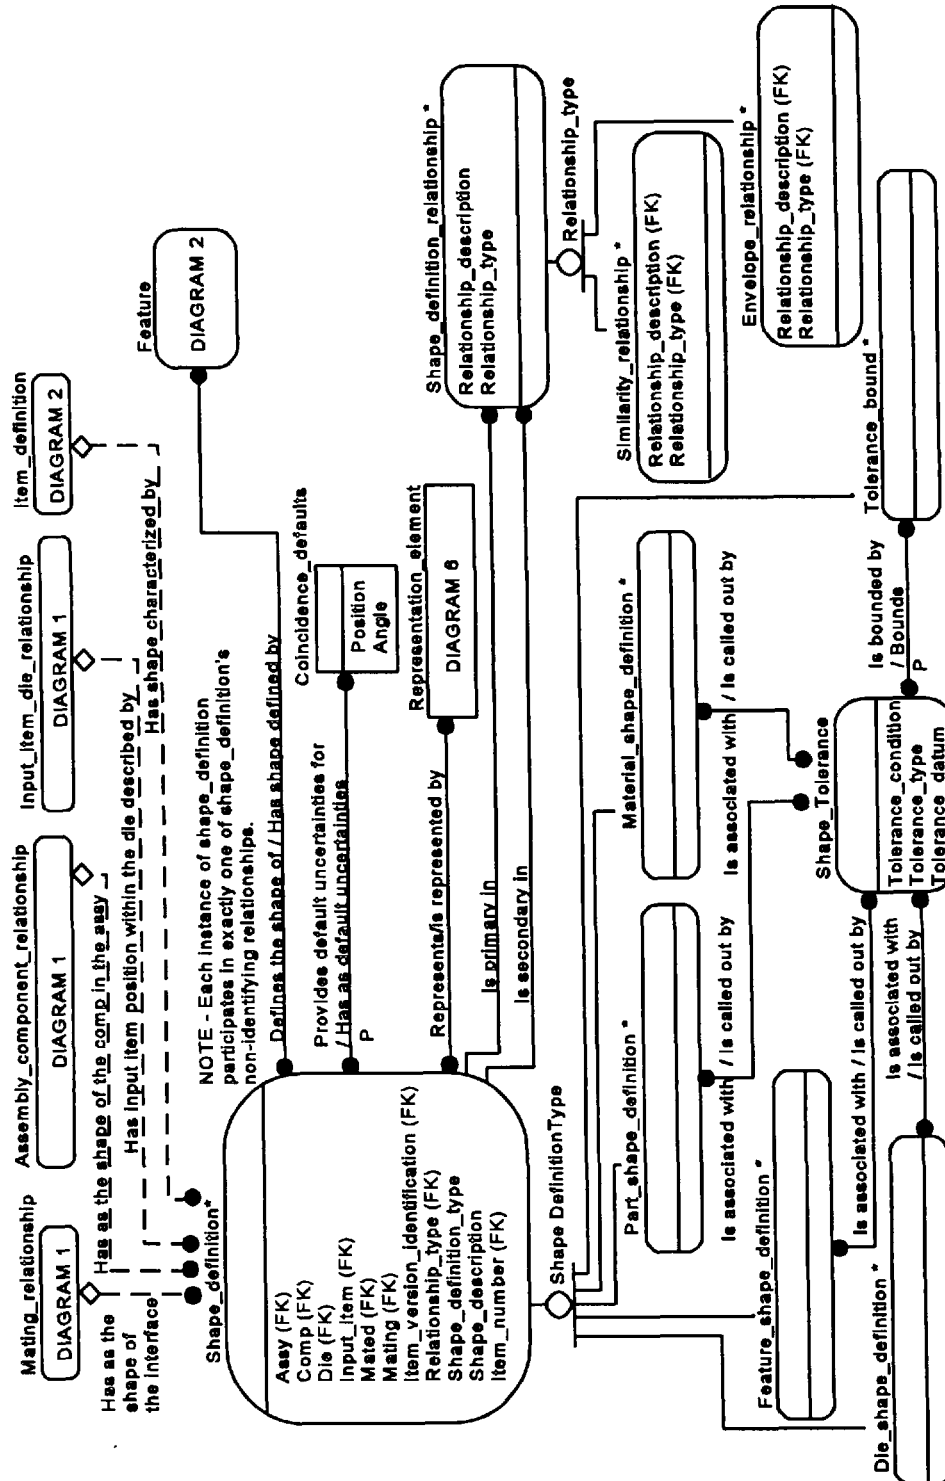 Mating_relationship
DIAGRAM 1
Has as the
shape of
the interface
Assembly_component_relationship
DIAGRAM 1
Has as the shape of the comp in the assy
Input_item_die_relationship
DIAGRAM 1
Has input item position within the die described by
Item_definition
DIAGRAM 2
Has shape characterized by
Shape_definition*
Assy (FK)
Comp (FK)
Die (FK)
Input_item (FK)
Mated (FK)
Mating (FK)
Item_version_identification (FK)
Relationship_type (FK)
Shape_definition_type
Shape_description
Item_number (FK)
NOTE - Each instance of shape_definition
participates in exactly one of shape_definition's
non-identifying relationships.
Feature
DIAGRAM 2
Defines the shape of / Has shape defined by
Coincidence_defaults
Position
Angle
Provides default uncertainties for
/ Has as default uncertainties
P
Representation_element
DIAGRAM 6
Represents/is represented by
Is primary in
Is secondary in
Shape_definition_relationship *
Relationship_description
Relationship_type
Relationship_type
Similarity_relationship *
Relationship_description (FK)
Relationship_type (FK)
Envelope_relationship *
Relationship_description (FK)
Relationship_type (FK)
Shape DefinitionType
Part_shape_definition *
Is associated with / Is called out by
Material_shape_definition *
Is associated with / Is called out by
Feature_shape_definition *
Is associated with / Is called out by
Die_shape_definition *
Is associated with
/ Is called out by
Shape_Tolerance
Tolerance_condition
Tolerance_type
Tolerance_datum
Is bounded by
/ Bounds
P
Tolerance_bound *